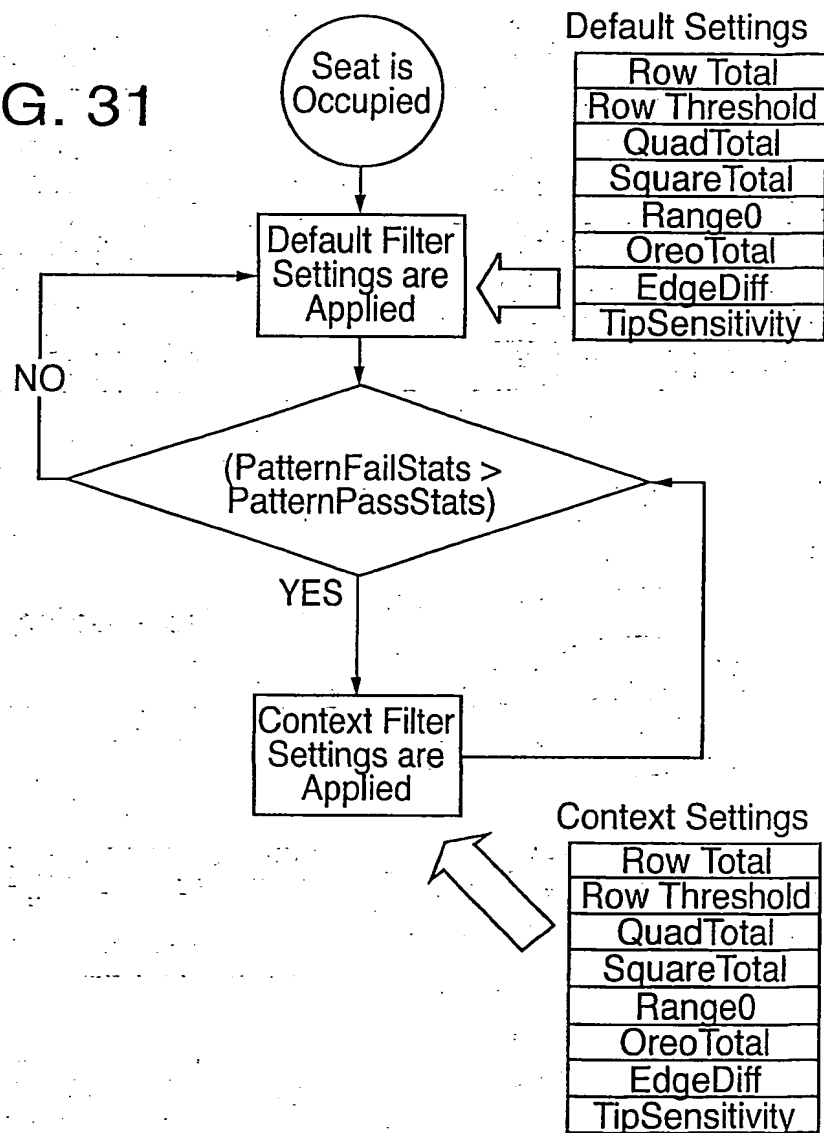 G. 31
Seat is
Occupied
Default Settings
Row Total
Row Threshold
QuadTotal
SquareTotal
Range0
OreoTotal
EdgeDiff
TipSensitivity
Default Filter
Settings are
Applied
NO
(PatternFailStats >
PatternPassStats)
YES
Context Filter
Settings are
Applied
Context Settings
Row Total
Row Threshold
QuadTotal
SquareTotal
Range0
OreoTotal
EdgeDiff
TipSensitivity